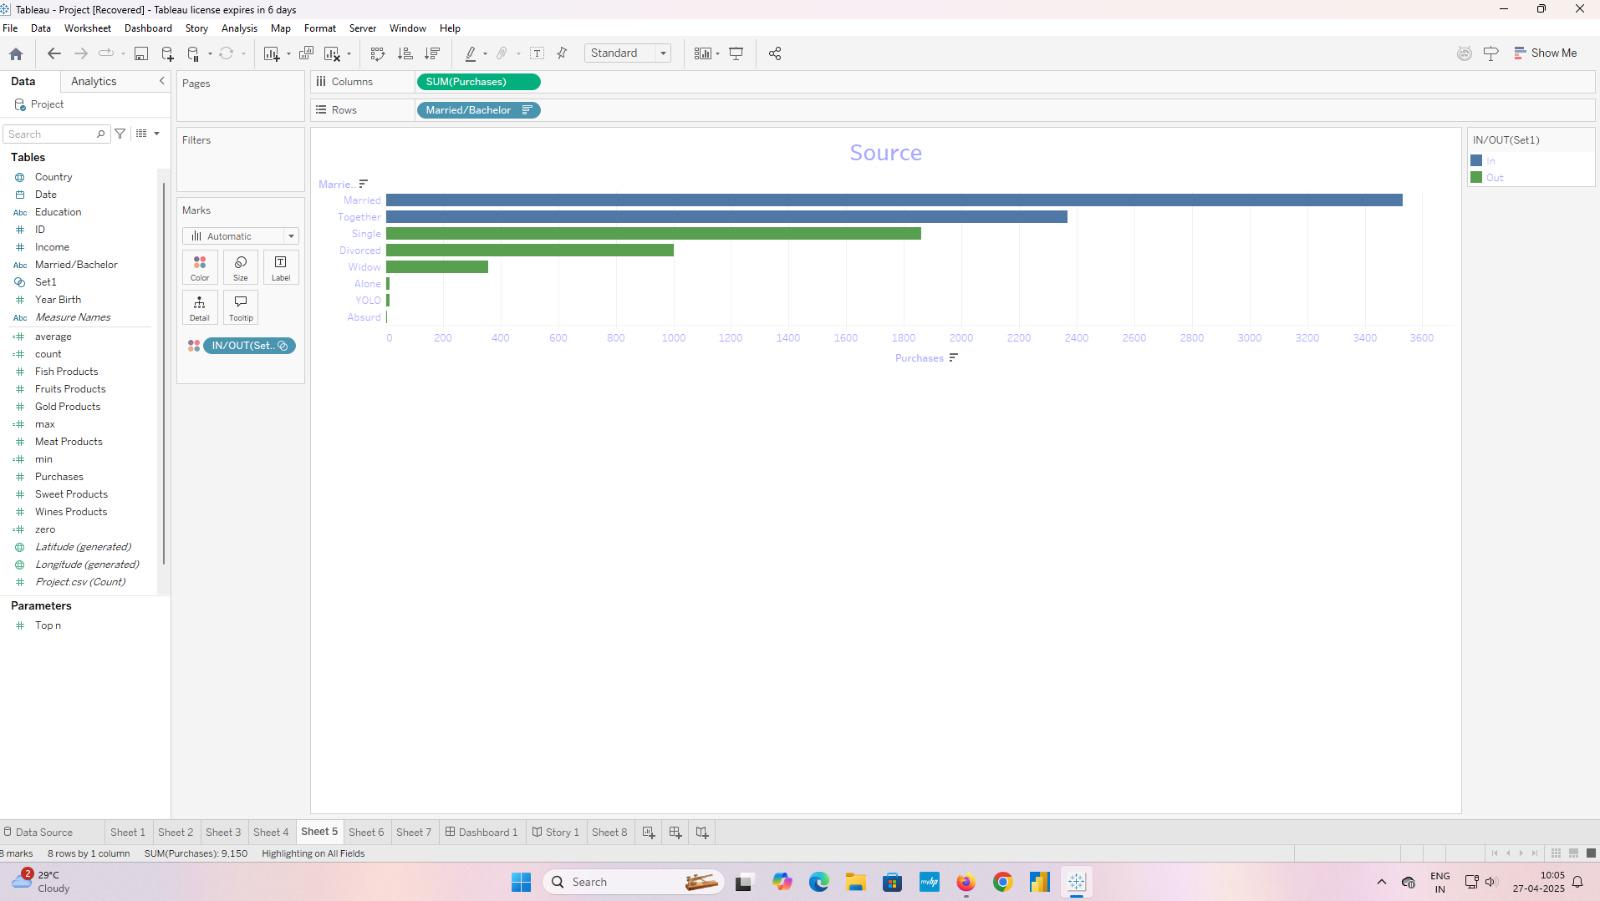 Tableau - Project [Recovered] - Tableau license expires in 6 days
File Data Worksheet Dashboard Story Analysis Map Format Server Window Help
Standard
Show Me
Data Analytics
Project
Search
Tables
Country
Date
Abc Education
ID
Income
Abc Married/Bachelor
Set1
Year Birth
Abc Measure Names
average
count
Fish Products
Fruits Products
Gold Products
max
Meat Products
min
Purchases
Sweet Products
Wines Products
zero
Latitude (generated)
Longitude (generated)
Project.csv (Count)
Parameters
Top n
Pages
Filters
Marks
Automatic
Color Size Label
Detail Tooltip
IN/OUT(Set..
Columns SUM(Purchases)
Rows Married/Bachelor
Source
Marrie..
Married
Together
Single
Divorced
Widow
Alone
YOLO
Absurd
0 200 400 600 800 1000 1200 1400 1600 1800 2000 2200 2400 2600 2800 3000 3200 3400 3600
Purchases
IN/OUT(Set1)
In
Out
Data Source Sheet 1 Sheet 2 Sheet 3 Sheet 4 Sheet 5 Sheet 6 Sheet 7 Dashboard 1 Story 1 Sheet 8
8 marks 8 rows by 1 column SUM(Purchases): 9,150 Highlighting on All Fields
2
29°C
Cloudy
Search
myhp
ENG
IN
10:05
27-04-2025